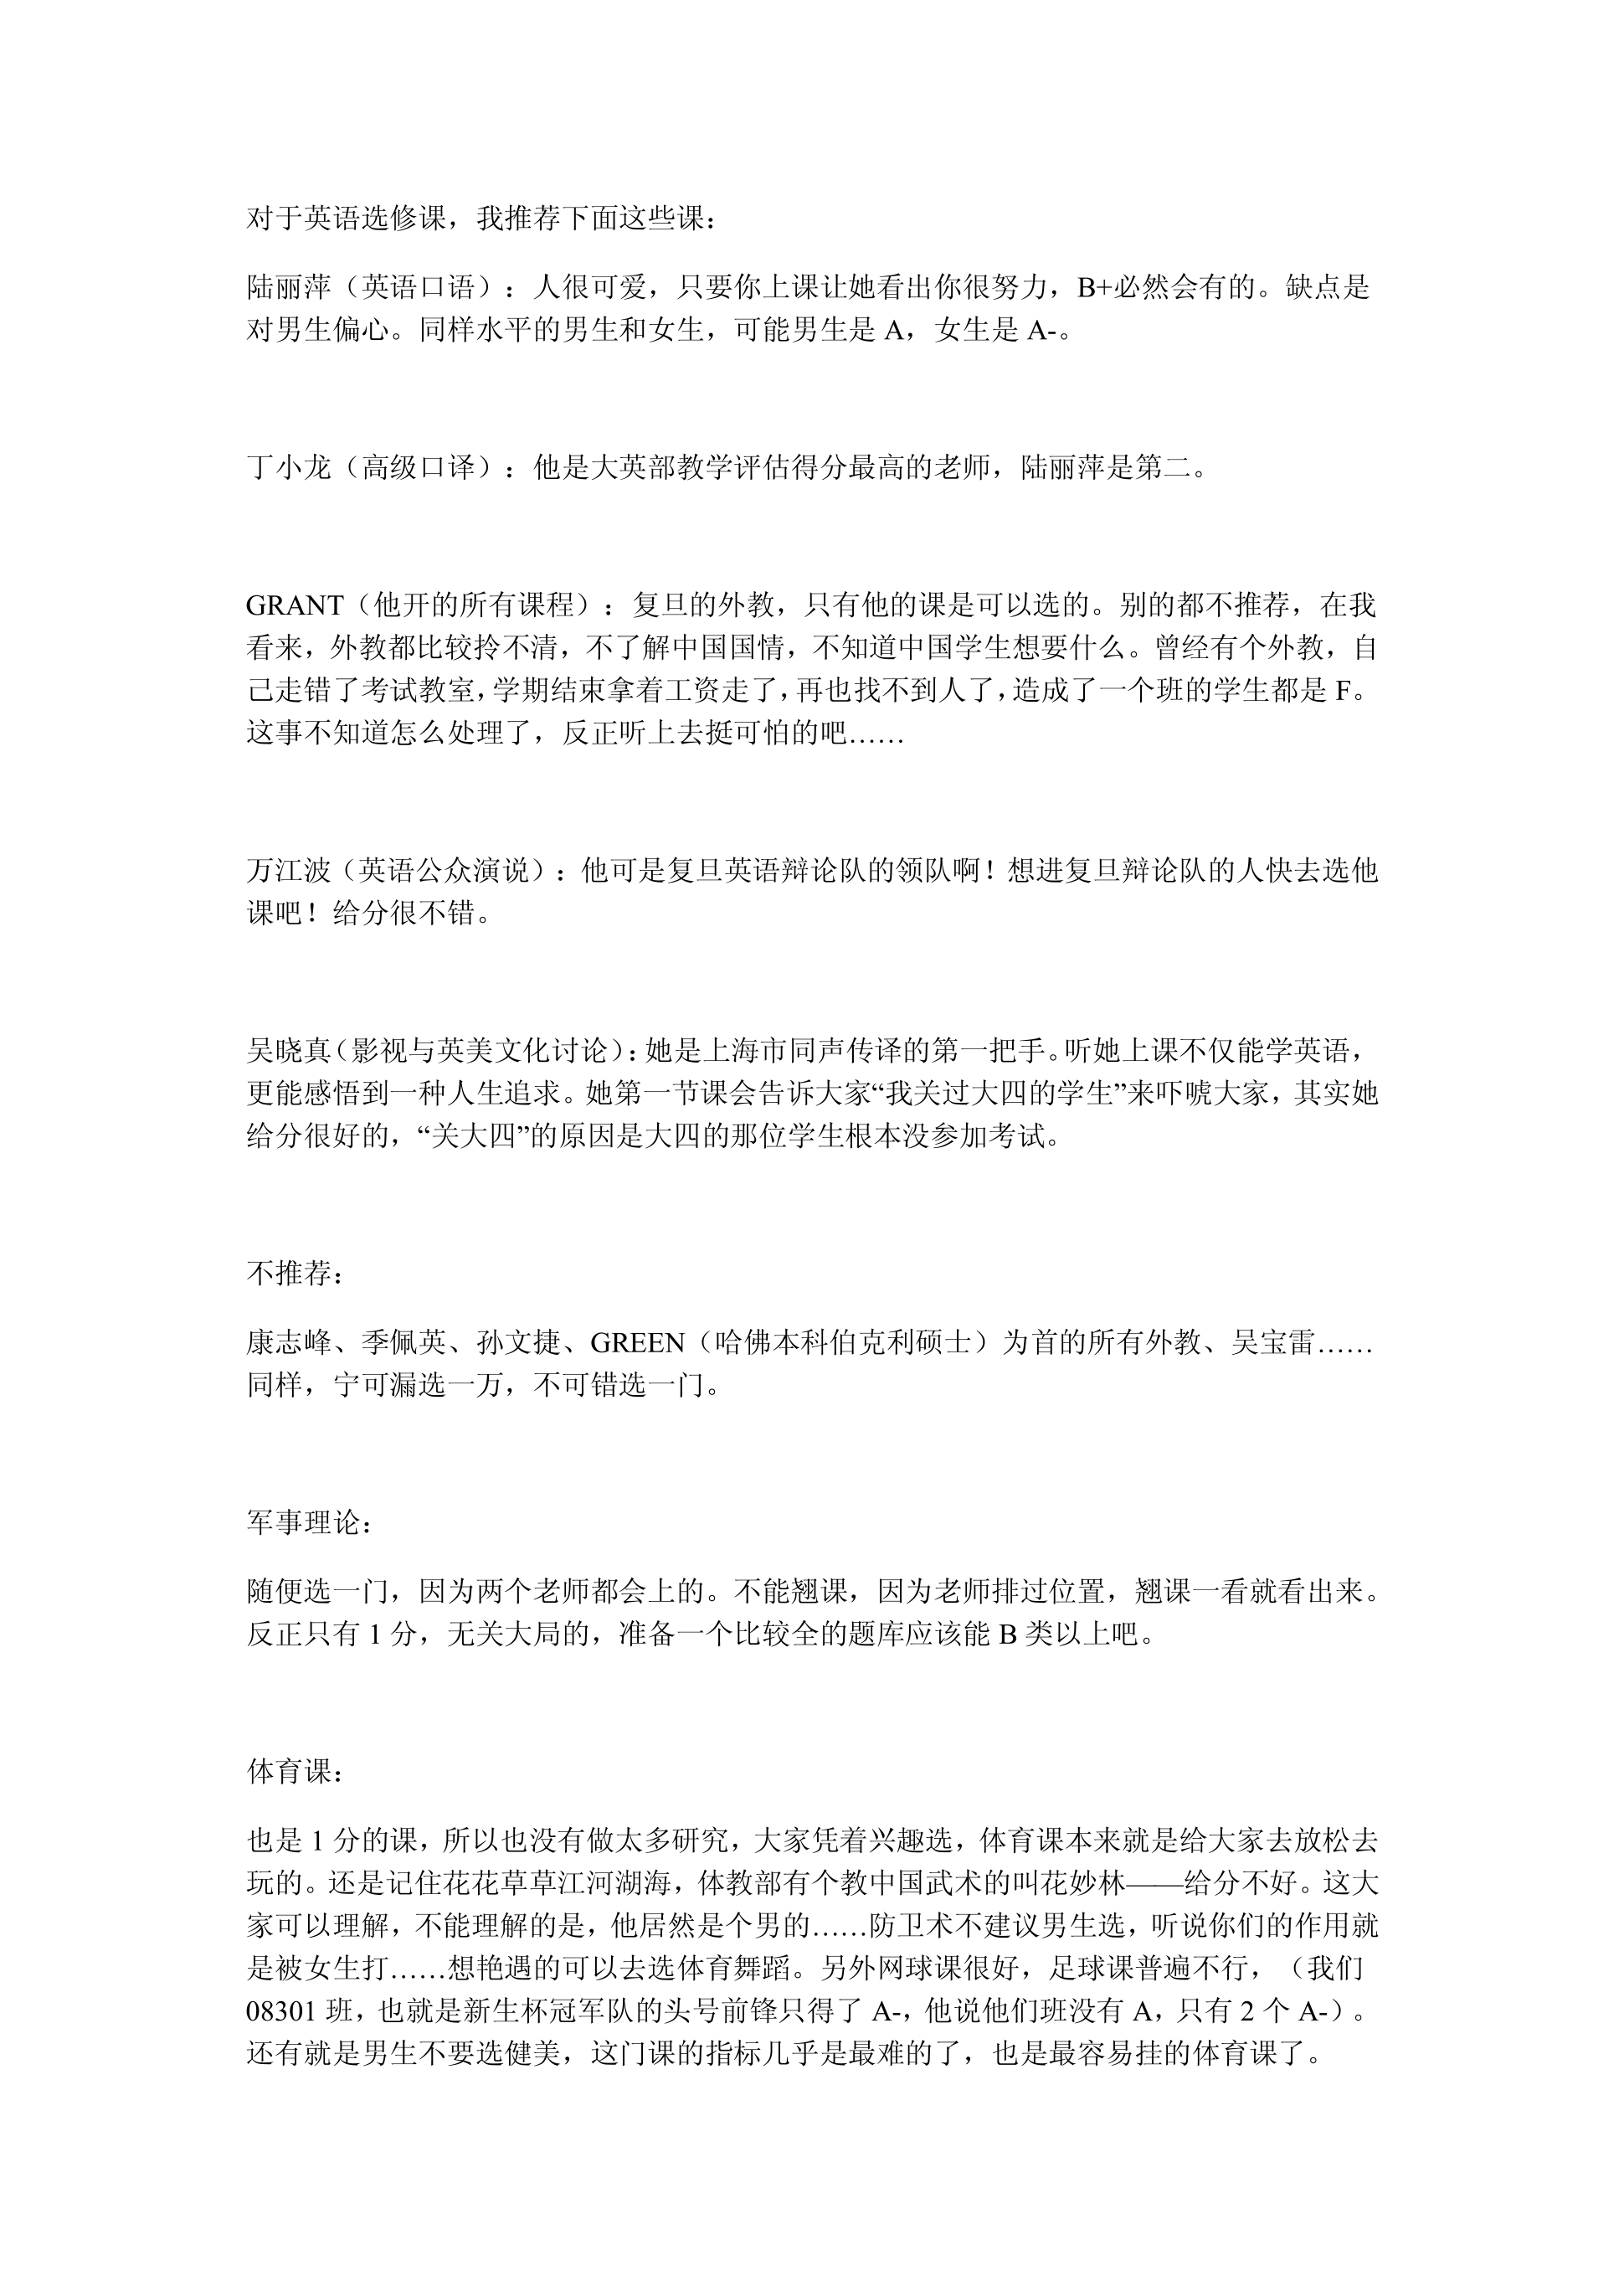 对于英语选修课，我推荐下面这些课：
陆丽萍（英语口语）：人很可爱，只要你上课让她看出你很努力，B+必然会有的。缺点是
对男生偏心。同样水平的男生和女生，可能男生是 A，女生是 A-。
丁小龙（高级口译）：他是大英部教学评估得分最高的老师，陆丽萍是第二。
GRANT（他开的所有课程）：复旦的外教，只有他的课是可以选的。别的都不推荐，在我
看来，外教都比较拎不清，不了解中国国情，不知道中国学生想要什么。曾经有个外教，自
己走错了考试教室，学期结束拿着工资走了，再也找不到人了，造成了一个班的学生都是 F。
这事不知道怎么处理了，反正听上去挺可怕的吧……
万江波（英语公众演说）：他可是复旦英语辩论队的领队啊！想进复旦辩论队的人快去选他
课吧！给分很不错。
吴晓真（影视与英美文化讨论）：她是上海市同声传译的第一把手。听她上课不仅能学英语，
更能感悟到一种人生追求。她第一节课会告诉大家“我关过大四的学生”来吓唬大家，其实她
给分很好的，“关大四”的原因是大四的那位学生根本没参加考试。
不推荐：
康志峰、季佩英、孙文捷、GREEN（哈佛本科伯克利硕士）为首的所有外教、吴宝雷……
同样，宁可漏选一万，不可错选一门。
军事理论：
随便选一门，因为两个老师都会上的。不能翘课，因为老师排过位置，翘课一看就看出来。
反正只有 1 分，无关大局的，准备一个比较全的题库应该能 B 类以上吧。
体育课：
也是 1 分的课，所以也没有做太多研究，大家凭着兴趣选，体育课本来就是给大家去放松去
玩的。还是记住花花草草江河湖海，体教部有个教中国武术的叫花妙林——给分不好。这大
家可以理解，不能理解的是，他居然是个男的……防卫术不建议男生选，听说你们的作用就
是被女生打……想艳遇的可以去选体育舞蹈。另外网球课很好，足球课普遍不行，（我们
08301 班，也就是新生杯冠军队的头号前锋只得了 A-，他说他们班没有 A，只有 2 个 A-）。
还有就是男生不要选健美，这门课的指标几乎是最难的了，也是最容易挂的体育课了。